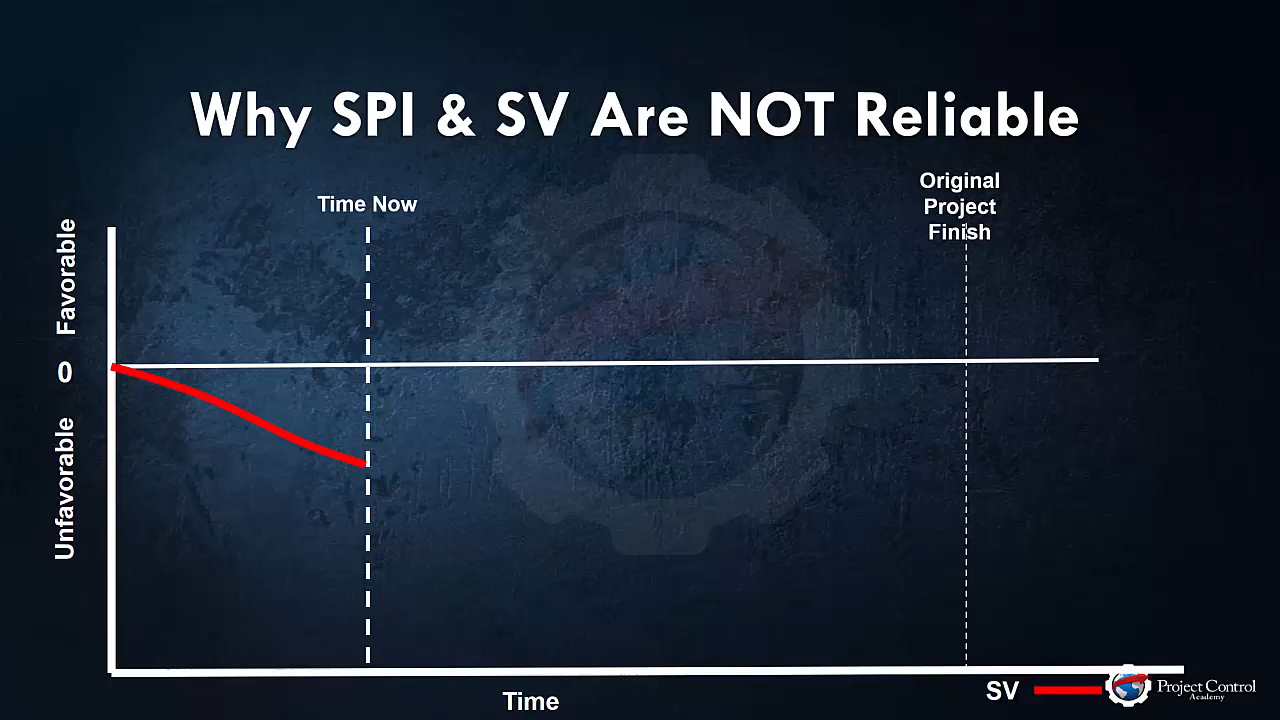 Why SPI & SV Are NOT Reliable
Time Now
Original
Project
Finish
Favorable
0
Unfavorable
Time
SV
Project Control
Academy